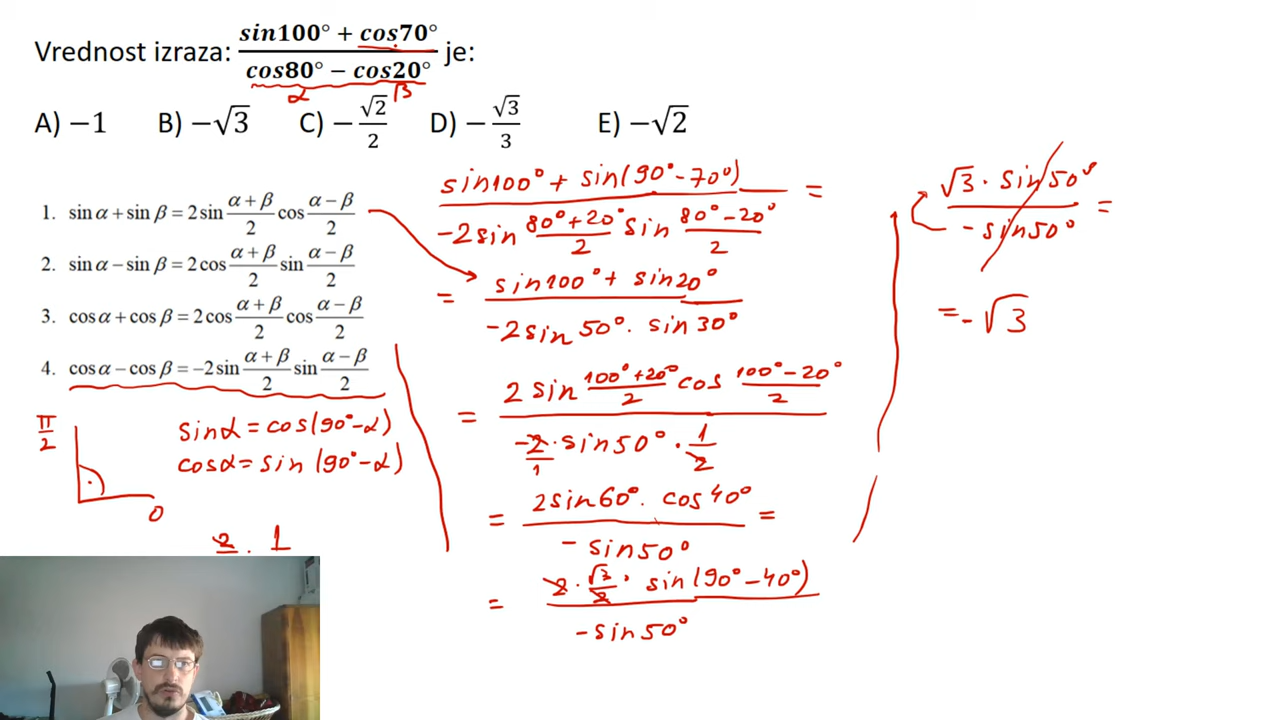 Vrednost izraza: (sin100° + cos70°)/(cos80° − cos20°) je:
α β
A) −1 B) −√3 C) −√2/2 D) −√3/3 E) −√2
1. sin α + sin β = 2 sin (α + β)/2 cos (α − β)/2
2. sin α − sin β = 2 cos (α + β)/2 sin (α − β)/2
3. cos α + cos β = 2 cos (α + β)/2 cos (α − β)/2
4. cos α − cos β = −2 sin (α + β)/2 sin (α − β)/2
π/2
0
sinα = cos(90°-α)
cosα = sin(90°-α)
2 · 1
(sin100° + sin(90°-70°))/(-2sin (80°+20°)/2 sin (80°-20°)/2) =
= (sin100° + sin20°)/(-2sin50° · sin30°)
= (2sin (100°+20°)/2 cos (100°-20°)/2)/(-2/1 · sin50° · 1/2)
= (2sin60° · cos40°)/(-sin50°) =
= (2 · √3/2 · sin(90°-40°))/(-sin50°)
(√3 · sin50°)/(-sin50°) =
= -√3